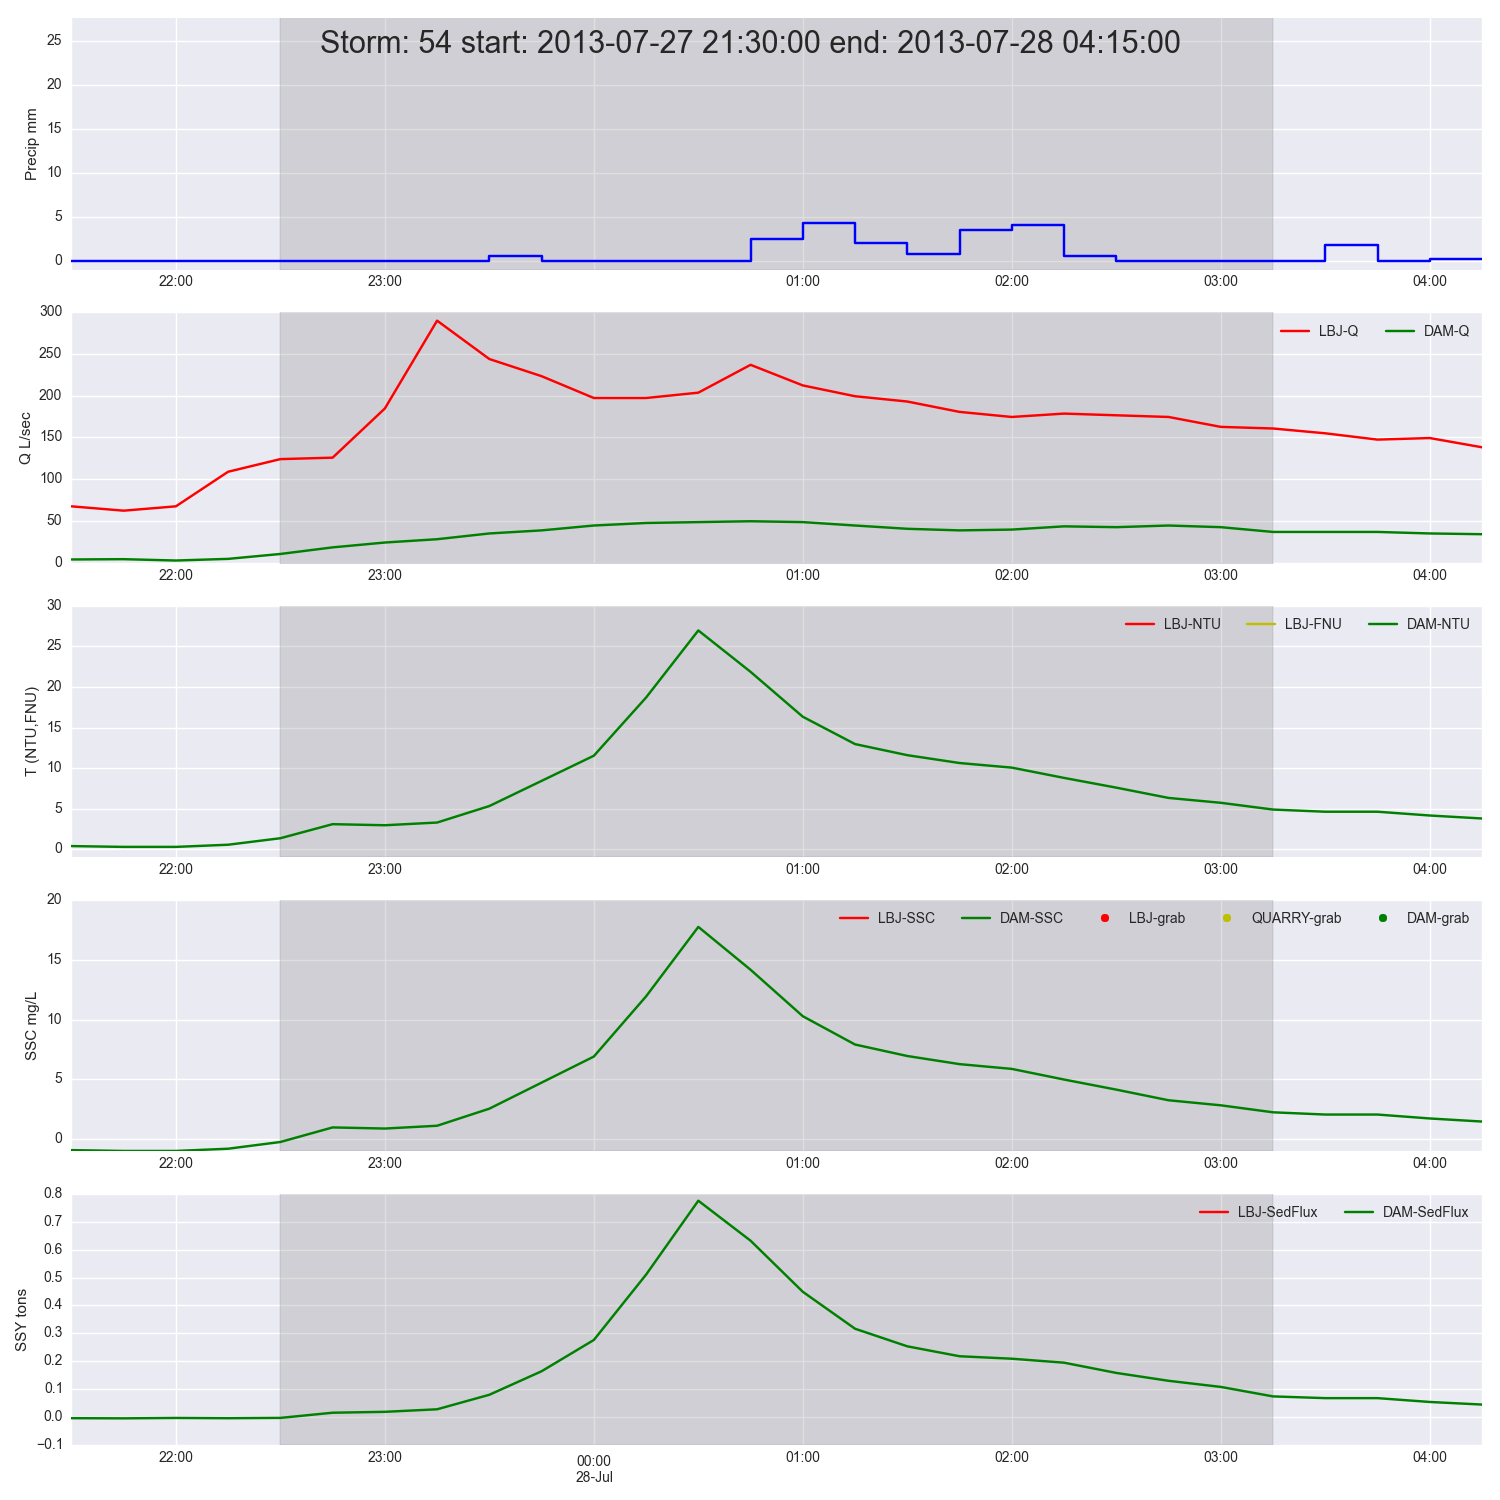 Storm: 54 start: 2013-07-27 21:30:00 end: 2013-07-28 04:15:00
Precip mm
25
20
15
10
5
0
22:00 23:00 01:00 02:00 03:00 04:00
LBJ-Q DAM-Q
Q L/sec
300
250
200
150
100
50
0
22:00 23:00 01:00 02:00 03:00 04:00
LBJ-NTU LBJ-FNU DAM-NTU
T (NTU,FNU)
30
25
20
15
10
5
0
22:00 23:00 01:00 02:00 03:00 04:00
LBJ-SSC DAM-SSC LBJ-grab QUARRY-grab DAM-grab
SSC mg/L
20
15
10
5
0
22:00 23:00 01:00 02:00 03:00 04:00
LBJ-SedFlux DAM-SedFlux
SSY tons
0.8
0.7
0.6
0.5
0.4
0.3
0.2
0.1
0.0
−0.1
22:00 23:00 00:00 01:00 02:00 03:00 04:00
28-Jul